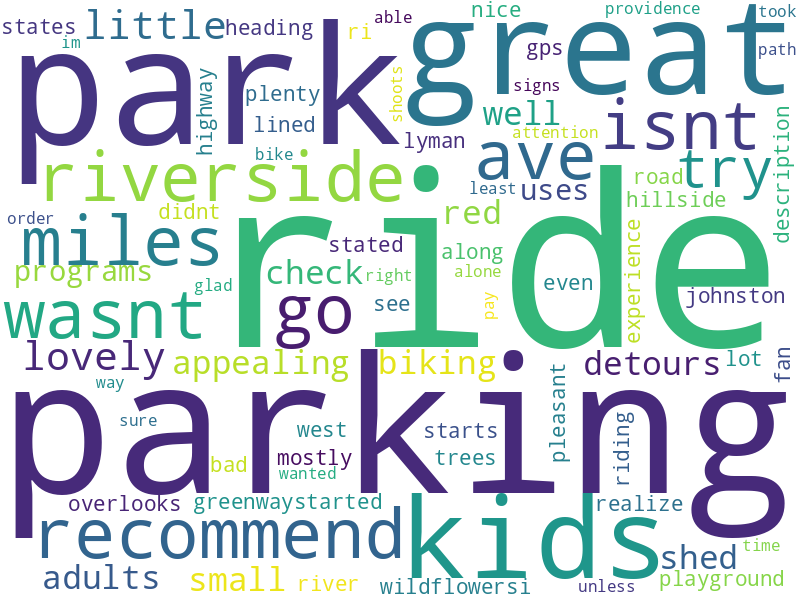 states
im
little
heading
ri
able
nice
providence
took
park
great
gps
path
highway
plenty
shoots
signs
lined
lyman
well
attention
isnt
description
bike
ave
try
riverside
least
uses
road
hillside
order
didnt
red
miles
stated
along
ride
programs
check
right
alone
even
experience
glad
go
see
pay
johnston
wasnt
lovely
appealing
biking
detours
lot
fan
way
parking
sure
west
starts
pleasant
riding
bad
mostly
wanted
trees
overlooks
greenwaystarted
realize
recommend
kids
shed
time
adults
small
river
wildflowersi
unless
playground